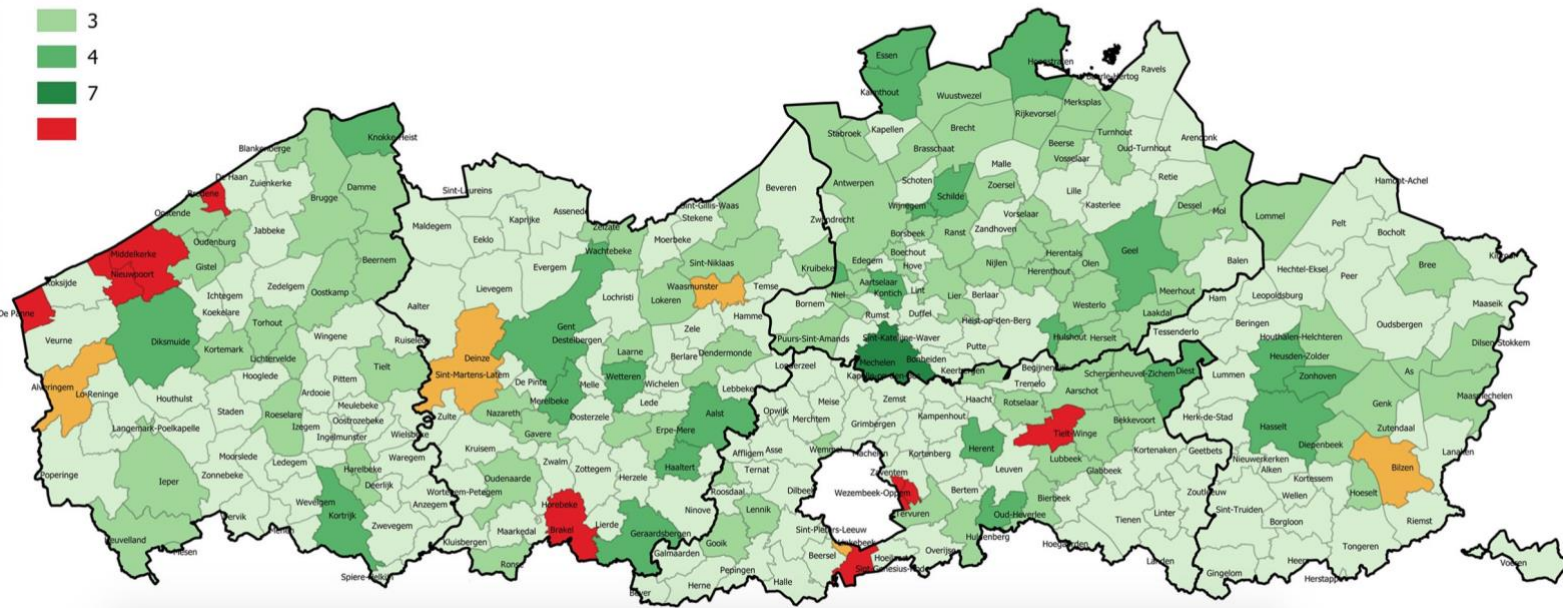 3
4
7
Essen
Kalmthout
Hoogstraten
Baarle-Hertog
Ravels
Wuustwezel
Merksplas
Rijkevorsel
Knokke-Heist
Stabroek
Kapellen
Brecht
Turnhout
Arendonk
Blankenberge
Brasschaat
Beerse
Oud-Turnhout
Vosselaar
De Haan
Zuienkerke
Damme
Sint-Laureins
Beveren
Antwerpen
Schoten
Malle
Retie
Hamont-Achel
Bredene
Brugge
Schilde
Zoersel
Lille
Kasterlee
Oostende
Assenede
Sint-Gillis-Waas
Stekene
Zwijndrecht
Wijnegem
Vorselaar
Dessel
Mol
Lommel
Jabbeke
Maldegem
Kaprijke
Zelzate
Borsbeek
Ranst
Zandhoven
Pelt
Bocholt
Oudenburg
Eeklo
Moerbeke
Wachtebeke
Boechout
Herentals
Geel
Middelkerke
Gistel
Beernem
Evergem
Sint-Niklaas
Kruibeke
Edegem
Hove
Nijlen
Olen
Balen
Bree
Nieuwpoort
Koksijde
Zedelgem
Oostkamp
Lievegem
Waasmunster
Temse
Aartselaar
Kontich
Lint
Herenthout
Meerhout
Hechtel-Eksel
Peer
Ichtegem
Lochristi
Lokeren
Niel
Lier
Berlaar
Ham
Leopoldsburg
De Panne
Koekelare
Aalter
Hamme
Bornem
Rumst
Duffel
Westerlo
Laakdal
Maaseik
Veurne
Diksmuide
Torhout
Wingene
Ruiselede
Gent
Destelbergen
Zele
Puurs-Sint-Amands
Sint-Katelijne-Waver
Heist-op-den-Berg
Putte
Hulshout
Herselt
Tessenderlo
Beringen
Oudsbergen
Kortemark
Lichtervelde
Deinze
Laarne
Berlare
Dendermonde
Mechelen
Bonheiden
Houthalen-Helchteren
Dilsen-Stokkem
Alveringem
Lo-Reninge
Hooglede
Tielt
Pittem
Sint-Martens-Latem
De Pinte
Melle
Wetteren
Wichelen
Lebbeke
Londerzeel
Kapelle-op-den-Bos
Keerbergen
Begijnendijk
Tremelo
Scherpenheuvel-Zichem
Diest
Lummen
Heusden-Zolder
Zonhoven
As
Houthulst
Ardooie
Meulebeke
Merelbeke
Lede
Meise
Zemst
Haacht
Rotselaar
Aarschot
Maasmechelen
Staden
Roeselare
Oostrozebeke
Zulte
Nazareth
Oosterzele
Aalst
Opwijk
Merchtem
Grimbergen
Kampenhout
Bekkevoort
Herk-de-Stad
Hasselt
Genk
Langemark-Poelkapelle
Izegem
Ingelmunster
Wielsbeke
Gavere
Erpe-Mere
Tielt-Winge
Zutendaal
Moorslede
Waregem
Kruisem
Zottegem
Affligem
Asse
Wemmel
Machelen
Kortenberg
Herent
Lubbeek
Kortenaken
Geetbets
Diepenbeek
Lanaken
Poperinge
Zonnebeke
Ledegem
Harelbeke
Zwalm
Haaltert
Ternat
Zaventem
Leuven
Glabbeek
Nieuwerkerken
Alken
Bilzen
Ieper
Deerlijk
Oudenaarde
Herzele
Roosdaal
Dilbeek
Wezembeek-Oppem
Bertem
Bierbeek
Zoutleeuw
Kortessem
Hoeselt
Wevelgem
Kortrijk
Anzegem
Wortegem-Petegem
Horebeke
Ninove
Lennik
Tervuren
Oud-Heverlee
Linter
Sint-Truiden
Wellen
Riemst
Wervik
Menen
Zwevegem
Maarkedal
Brakel
Lierde
Geraardsbergen
Sint-Pieters-Leeuw
Linkebeek
Huldenberg
Tienen
Borgloon
Heuvelland
Mesen
Kluisbergen
Gooik
Galmaarden
Beersel
Hoeilaart
Overijse
Hoegaarden
Tongeren
Spiere-Helkijn
Ronse
Pepingen
Sint-Genesius-Rode
Landen
Heers
Voeren
Bever
Herne
Halle
Gingelom
Herstappe